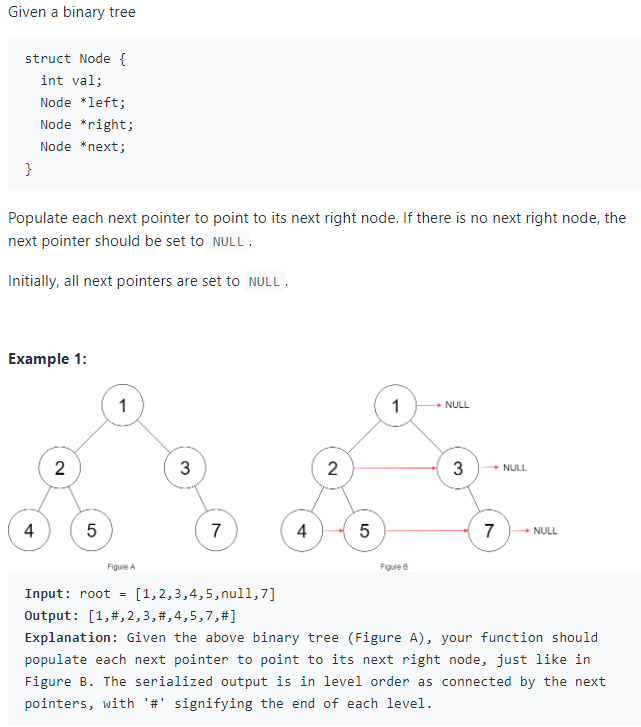 Given a binary tree
struct Node {
  int val;
  Node *left;
  Node *right;
  Node *next;
}
Populate each next pointer to point to its next right node. If there is no next right node, the
next pointer should be set to NULL .
Initially, all next pointers are set to NULL .
Example 1:
1
1 NULL
2 3
2 3 NULL
4 5 7
4 5 7 NULL
Figure A
Figure B
Input: root = [1,2,3,4,5,null,7]
Output: [1,#,2,3,#,4,5,7,#]
Explanation: Given the above binary tree (Figure A), your function should
populate each next pointer to point to its next right node, just like in
Figure B. The serialized output is in level order as connected by the next
pointers, with '#' signifying the end of each level.